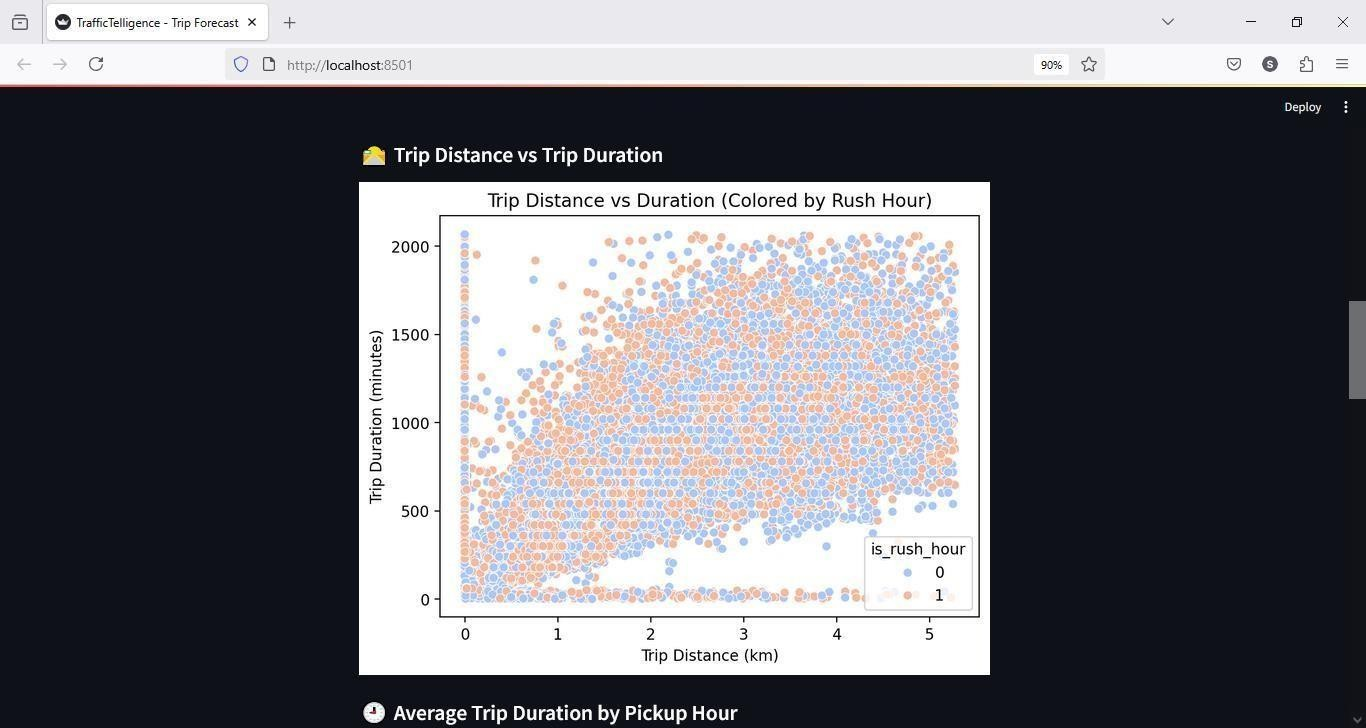 TrafficTelligence - Trip Forecast
http://localhost:8501
90%
S
Deploy
Trip Distance vs Trip Duration
Trip Distance vs Duration (Colored by Rush Hour)
Trip Duration (minutes)
2000
1500
1000
500
0
is_rush_hour
0
1
0 1 2 3 4 5
Trip Distance (km)
Average Trip Duration by Pickup Hour